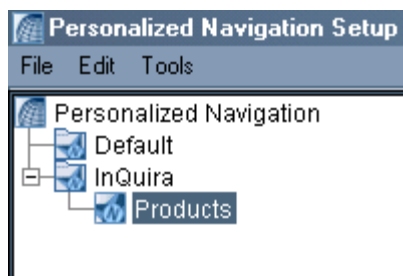 Personalized Navigation Setup
File Edit Tools
Personalized Navigation
Default
InQuira
Products